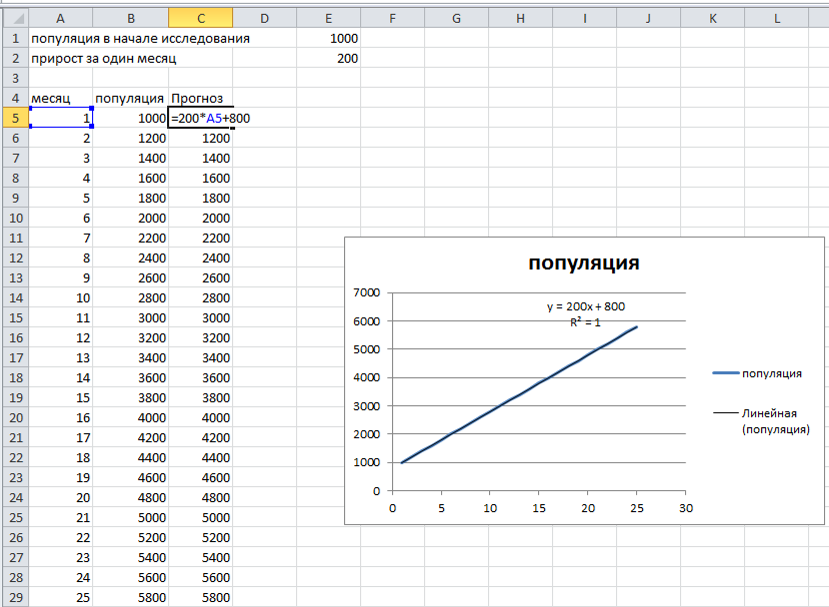 A B C D E F G H I J K L
1 популяция в начале исследования 1000
2 прирост за один месяц 200
3
4 месяц популяция Прогноз
5 1 1000 =200*A5+800
6 2 1200 1200
7 3 1400 1400
8 4 1600 1600
9 5 1800 1800
10 6 2000 2000
11 7 2200 2200
12 8 2400 2400
13 9 2600 2600
14 10 2800 2800
15 11 3000 3000
16 12 3200 3200
17 13 3400 3400
18 14 3600 3600
19 15 3800 3800
20 16 4000 4000
21 17 4200 4200
22 18 4400 4400
23 19 4600 4600
24 20 4800 4800
25 21 5000 5000
26 22 5200 5200
27 23 5400 5400
28 24 5600 5600
29 25 5800 5800
популяция
7000
6000
5000
4000
3000
2000
1000
0
0 5 10 15 20 25 30
y = 200x + 800
R² = 1
популяция
Линейная
(популяция)